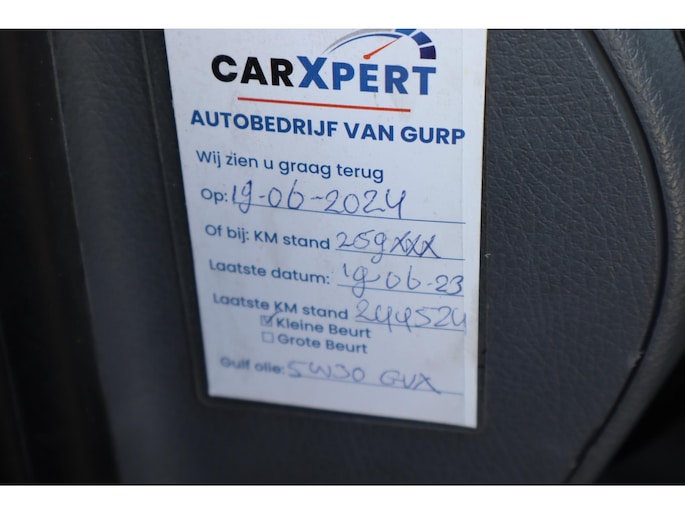 CARXPERT
AUTOBEDRIJF VAN GURP
Wij zien u graag terug
Op: 19-06-2024
Of bij: KM stand 259xxx
Laatste datum: 19-06-23
Laatste KM stand 244524
Kleine Beurt
Grote Beurt
Gulf olie: 5W30 GVX